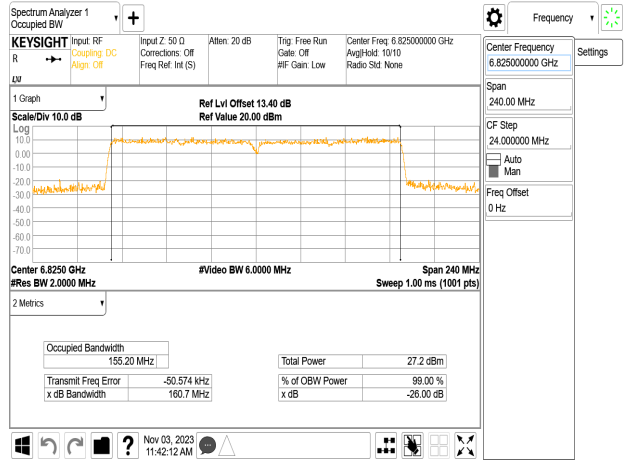 Spectrum Analyzer 1
Occupied BW
Frequency
KEYSIGHT
R
LXI
Input: RF
Coupling: DC
Align: Off
Input Z: 50 Ω
Corrections: Off
Freq Ref: Int (S)
Atten: 20 dB
Trig: Free Run
Gate: Off
#IF Gain: Low
Center Freq: 6.825000000 GHz
Avg|Hold: 10/10
Radio Std: None
Center Frequency
6.825000000 GHz
Settings
Span
240.00 MHz
CF Step
24.000000 MHz
Auto
Man
Freq Offset
0 Hz
1 Graph
Scale/Div 10.0 dB
Ref Lvl Offset 13.40 dB
Ref Value 20.00 dBm
Log
10.0
0.00
-10.0
-20.0
-30.0
-40.0
-50.0
-60.0
-70.0
Center 6.8250 GHz
#Video BW 6.0000 MHz
Span 240 MHz
#Res BW 2.0000 MHz
Sweep 1.00 ms (1001 pts)
2 Metrics
Occupied Bandwidth
155.20 MHz
Total Power 27.2 dBm
Transmit Freq Error -50.574 kHz
% of OBW Power 99.00 %
x dB Bandwidth 160.7 MHz
x dB -26.00 dB
Nov 03, 2023
11:42:12 AM